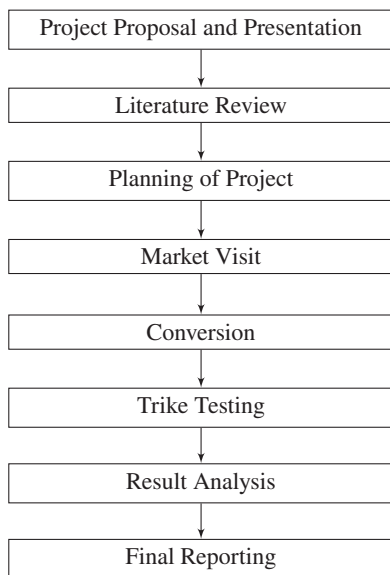 Project Proposal and Presentation
Literature Review
Planning of Project
Market Visit
Conversion
Trike Testing
Result Analysis
Final Reporting